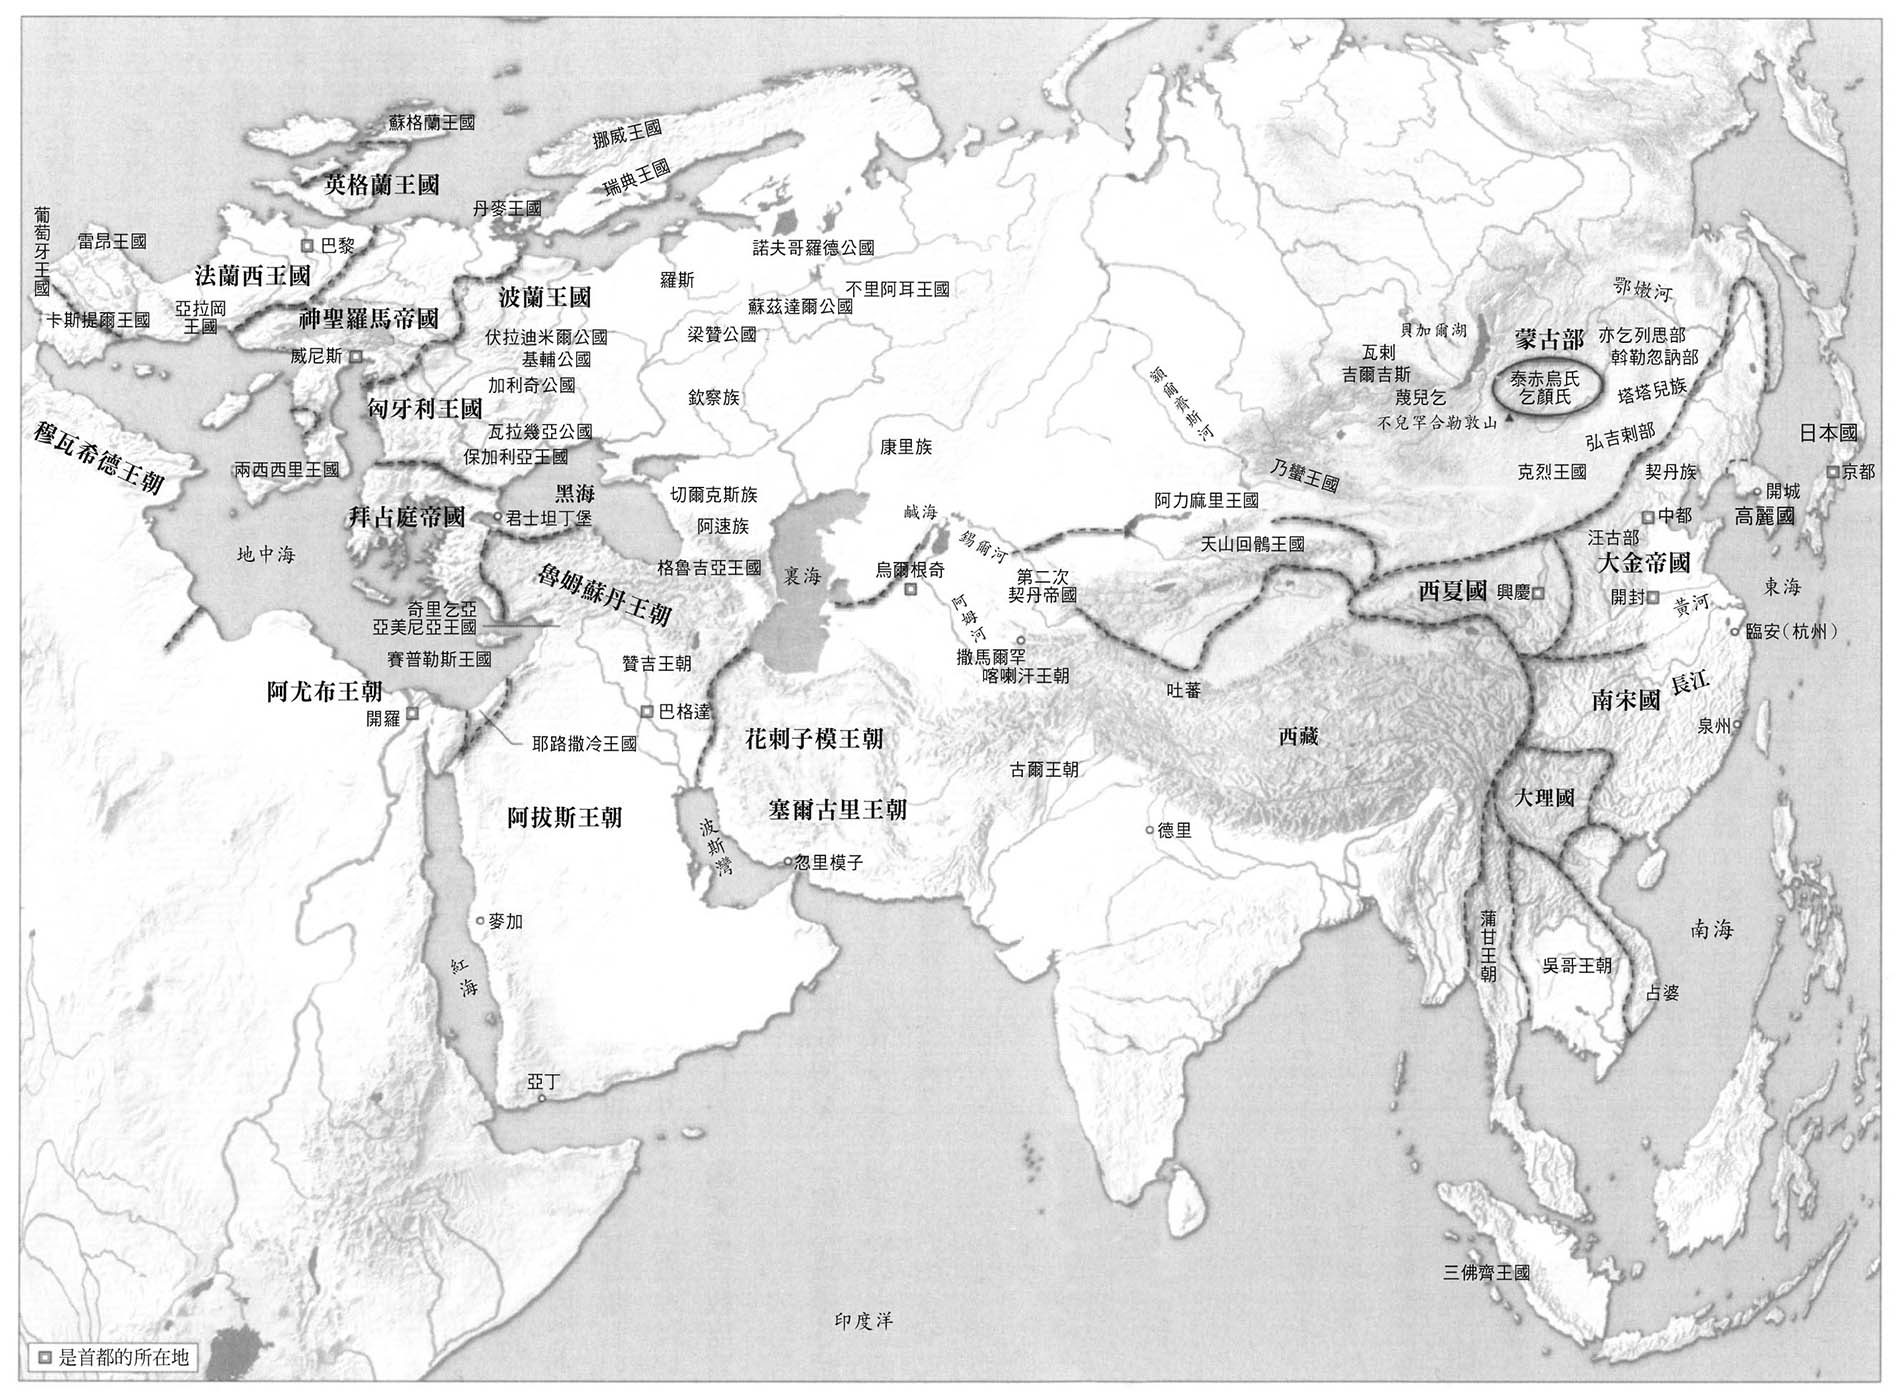 蘇格蘭王國
挪威王國
英格蘭王國
瑞典王國
丹麥王國
葡萄牙王國
雷昂王國
巴黎
諾夫哥羅德公國
法蘭西王國
羅斯
波蘭王國
不里阿耳王國
蘇茲達爾公國
亞拉岡
王國
卡斯提爾王國
神聖羅馬帝國
伏拉迪米爾公國
梁贊公國
威尼斯
基輔公國
加利奇公國
欽察族
匈牙利王國
瓦拉幾亞公國
保加利亞王國
康里族
穆瓦希德王朝
兩西西里王國
黑海
切爾克斯族
拜占庭帝國
君士坦丁堡
阿速族
地中海
格魯吉亞王國
裏海
鹹海
錫爾河
烏爾根奇
魯姆蘇丹王朝
奇里乞亞
亞美尼亞王國
阿姆河
第二次
契丹帝國
賽普勒斯王國
贊吉王朝
撒馬爾罕
喀喇汗王朝
阿尤布王朝
開羅
巴格達
耶路撒冷王國
花剌子模王朝
古爾王朝
阿拔斯王朝
塞爾古里王朝
波斯灣
忽里模子
德里
麥加
紅海
亞丁
鄂嫩河
貝加爾湖
蒙古部
亦乞列思部
斡勒忽訥部
瓦剌
吉爾吉斯
泰赤烏氏
乞顏氏
塔塔兒族
蔑兒乞
額爾齊斯河
不兒罕合勒敦山
弘吉剌部
日本國
乃蠻王國
克烈王國
契丹族
京都
開城
阿力麻里王國
中都
高麗國
天山回鶻王國
汪古部
大金帝國
西夏國
興慶
開封
黃河
東海
臨安（杭州）
吐蕃
南宋國
長江
泉州
西藏
大理國
蒲甘王朝
吳哥王朝
占婆
南海
三佛齊王國
印度洋
是首都的所在地